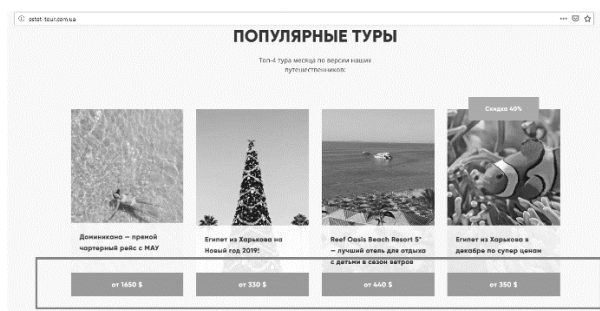 estet-tour.com.ua
ПОПУЛЯРНЫЕ ТУРЫ
Топ-4 тура месяца по версии наших
путешественников:
Скидка 40%
Доминикана — прямой
чартерный рейс с МАУ
от 1650 $
Египет из Харькова на
Новый год 2019!
от 330 $
Reef Oasis Beach Resort 5*
— лучший отель для отдыха
с детьми в сезон ветров
от 440 $
Египет из Харькова в
декабре по супер ценам
от 350 $